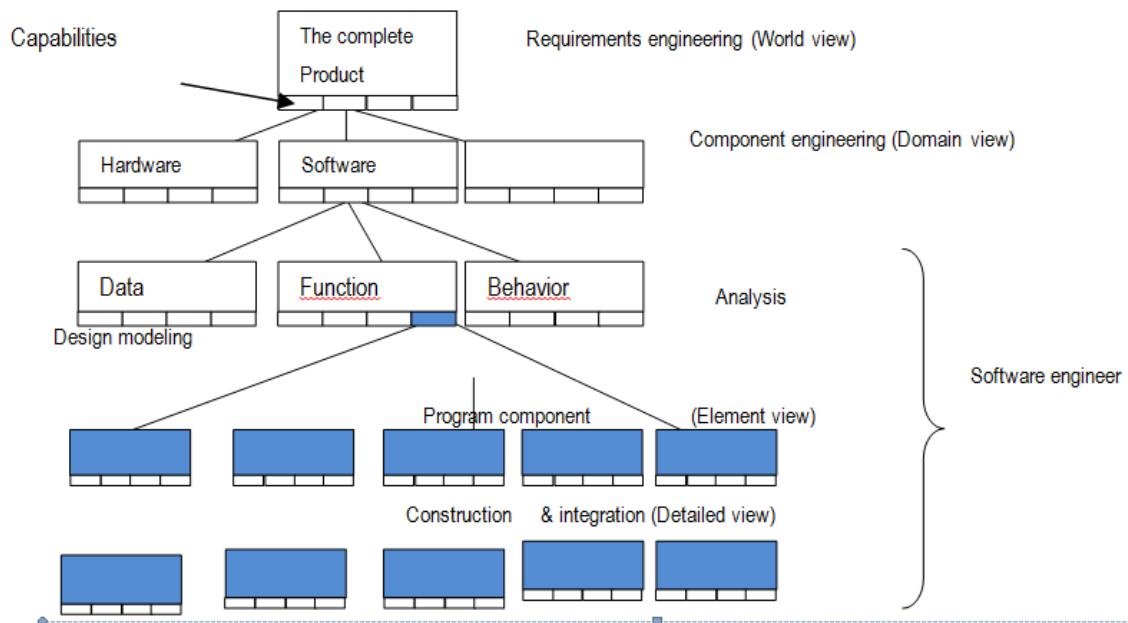 Capabilities
The complete
Product
Requirements engineering (World view)
Component engineering (Domain view)
Hardware
Software
Data
Function
Behavior
Analysis
Design modeling
Software engineer
Program component (Element view)
Construction & integration (Detailed view)